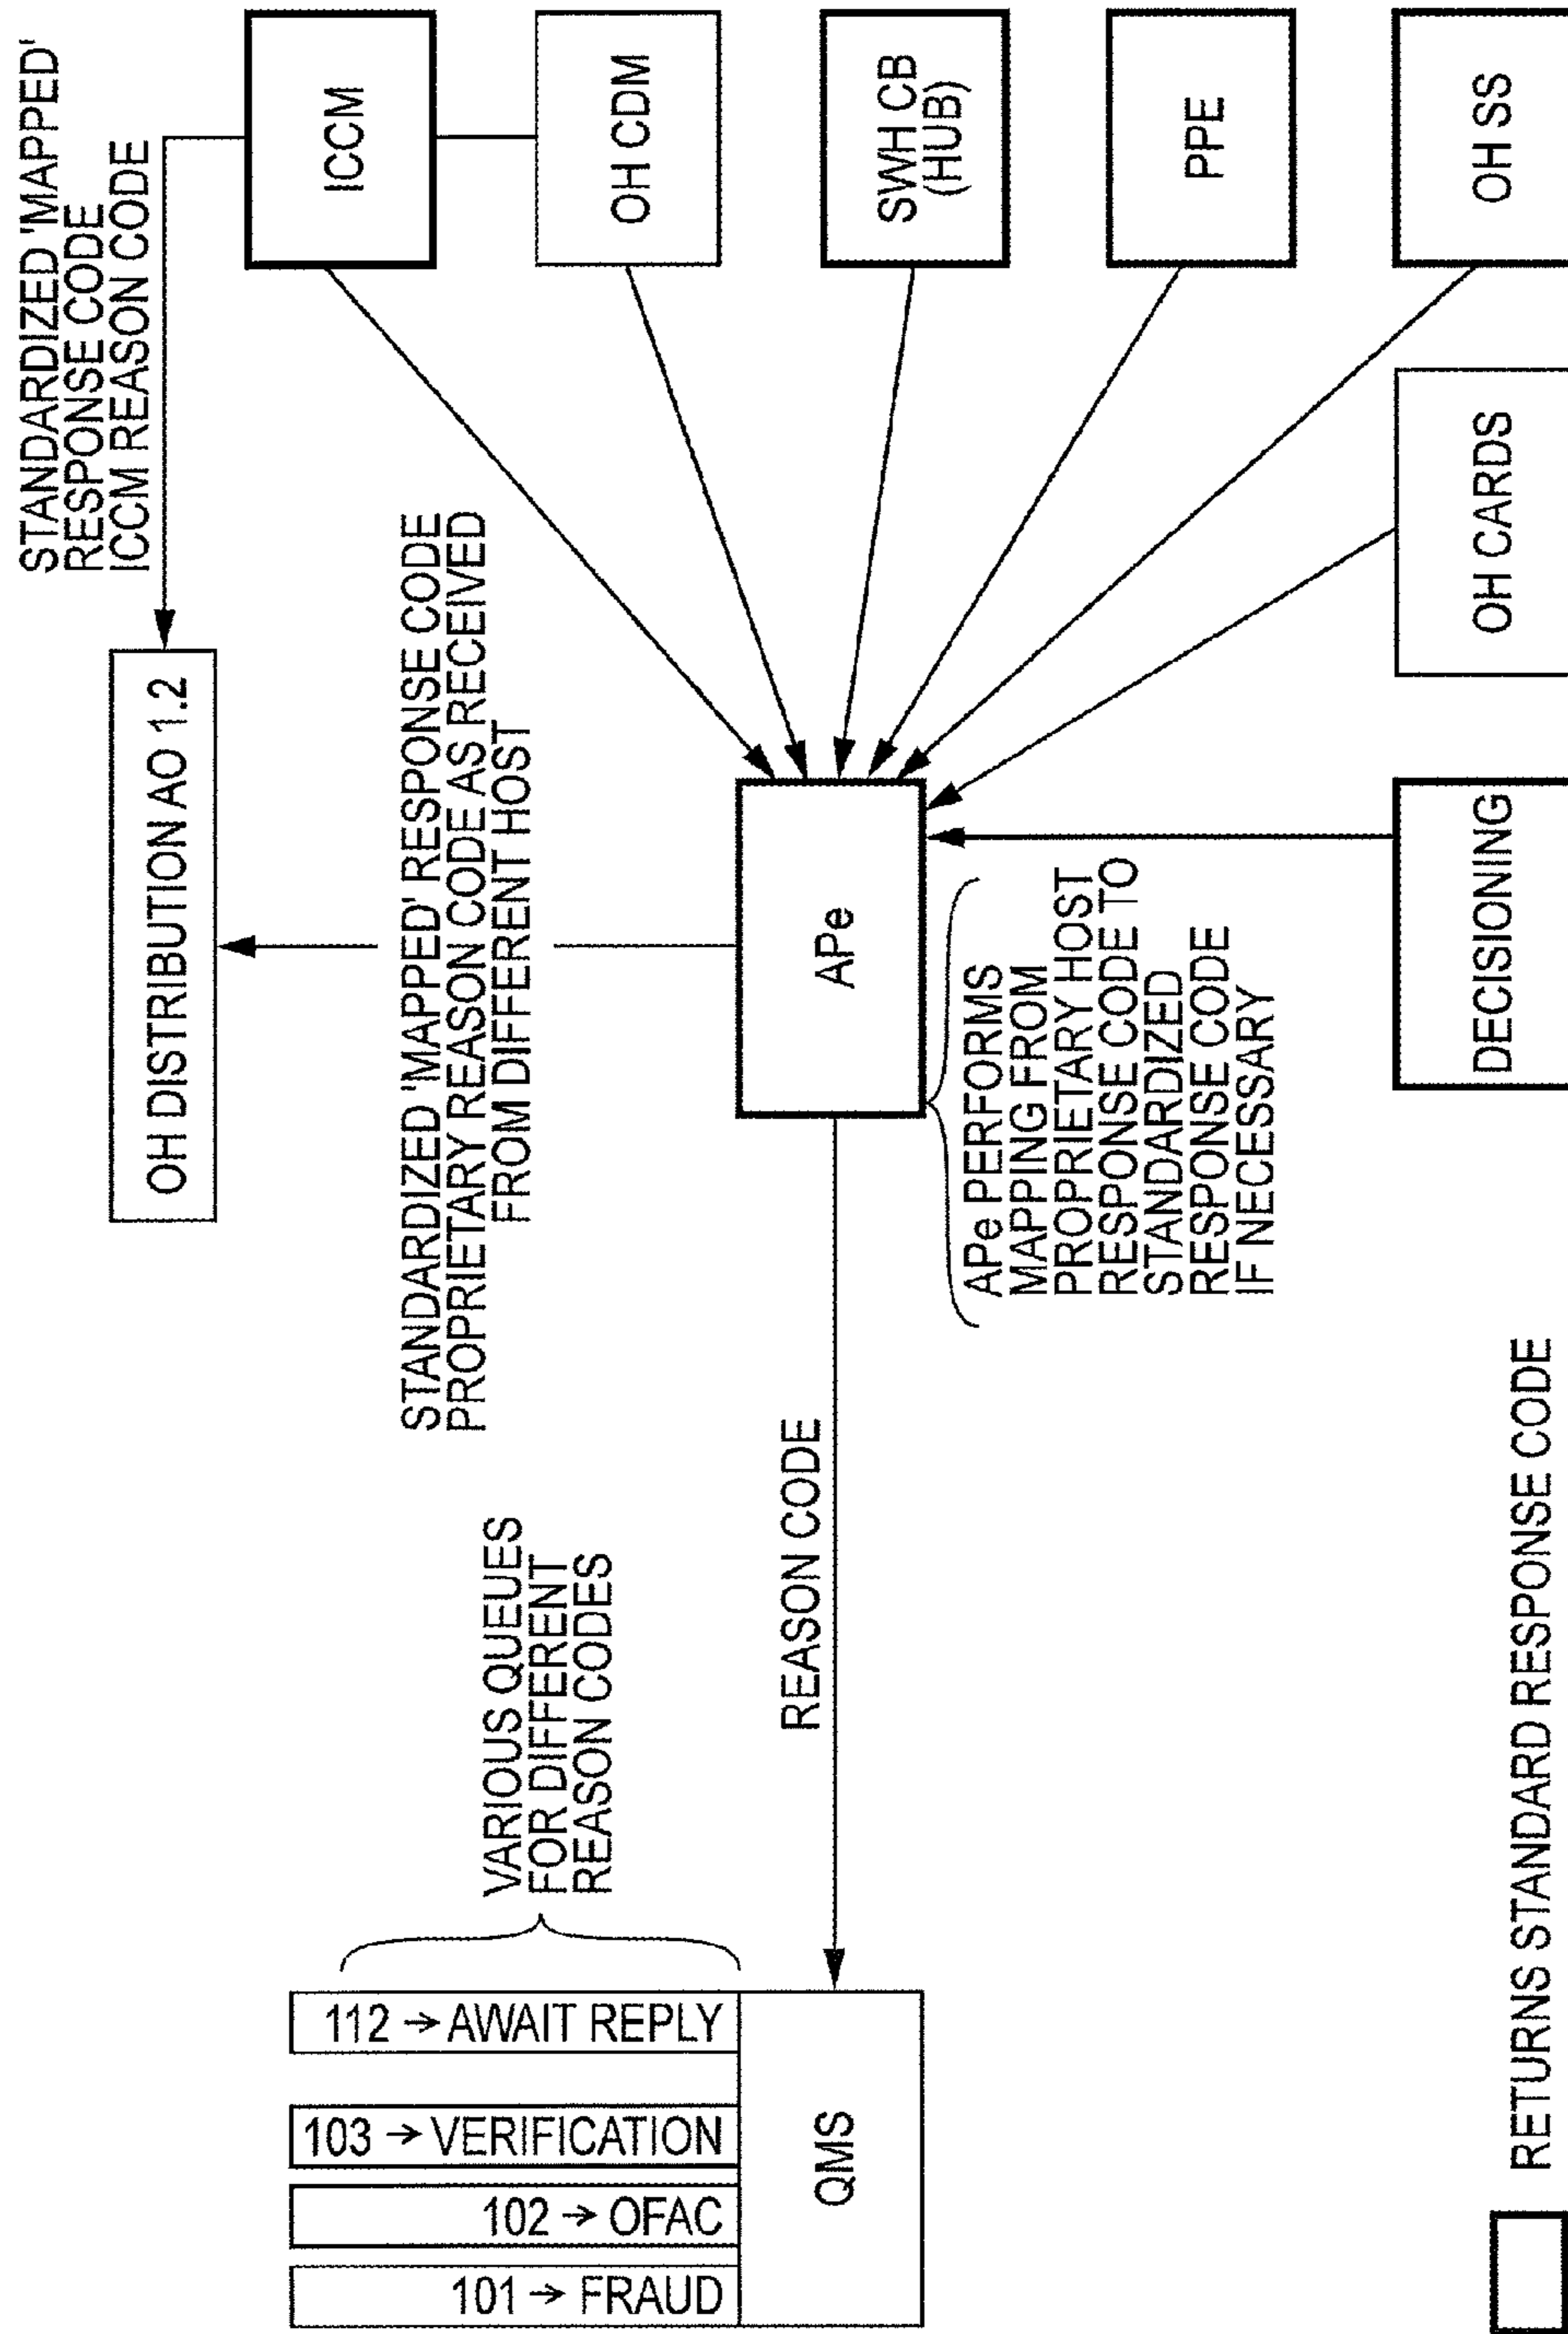 STANDARDIZED 'MAPPED'
RESPONSE CODE
ICCM REASON CODE
OH DISTRIBUTION AO 1.2
ICCM
STANDARDIZED 'MAPPED' RESPONSE CODE
PROPRIETARY REASON CODE AS RECEIVED
FROM DIFFERENT HOST
OH CDM
112 → AWAIT REPLY
103 → VERIFICATION
102 → OFAC
101 → FRAUD
VARIOUS QUEUES
FOR DIFFERENT
REASON CODES
QMS
REASON CODE
APe
SWH CB
(HUB)
APe PERFORMS
MAPPING FROM
PROPRIETARY HOST
RESPONSE CODE TO
STANDARDIZED
RESPONSE CODE
IF NECESSARY
PPE
DECISIONING
OH CARDS
OH SS
RETURNS STANDARD RESPONSE CODE